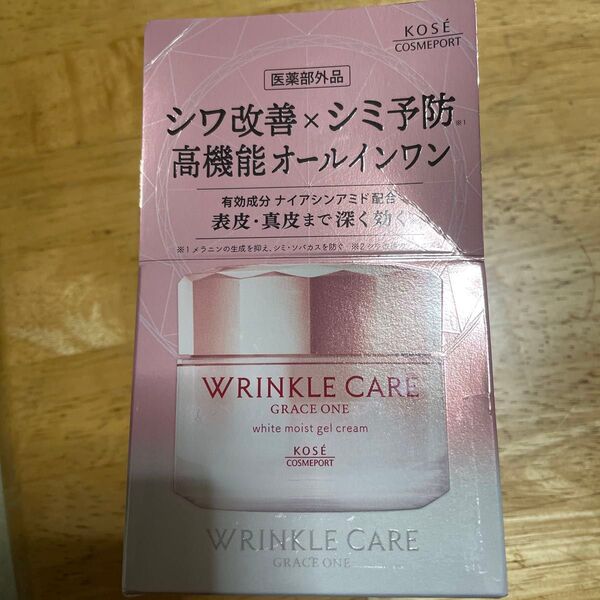 KOSÉ
COSMEPORT
医薬部外品
シワ改善×シミ予防※1
高機能オールインワン
有効成分 ナイアシンアミド配合
表皮・真皮まで深く効く
※1 メラニンの生成を抑え、シミ・ソバカスを防ぐ ※2
WRINKLE CARE
GRACE ONE
white moist gel cream
KOSÉ
COSMEPORT
WRINKLE CARE
GRACE ONE